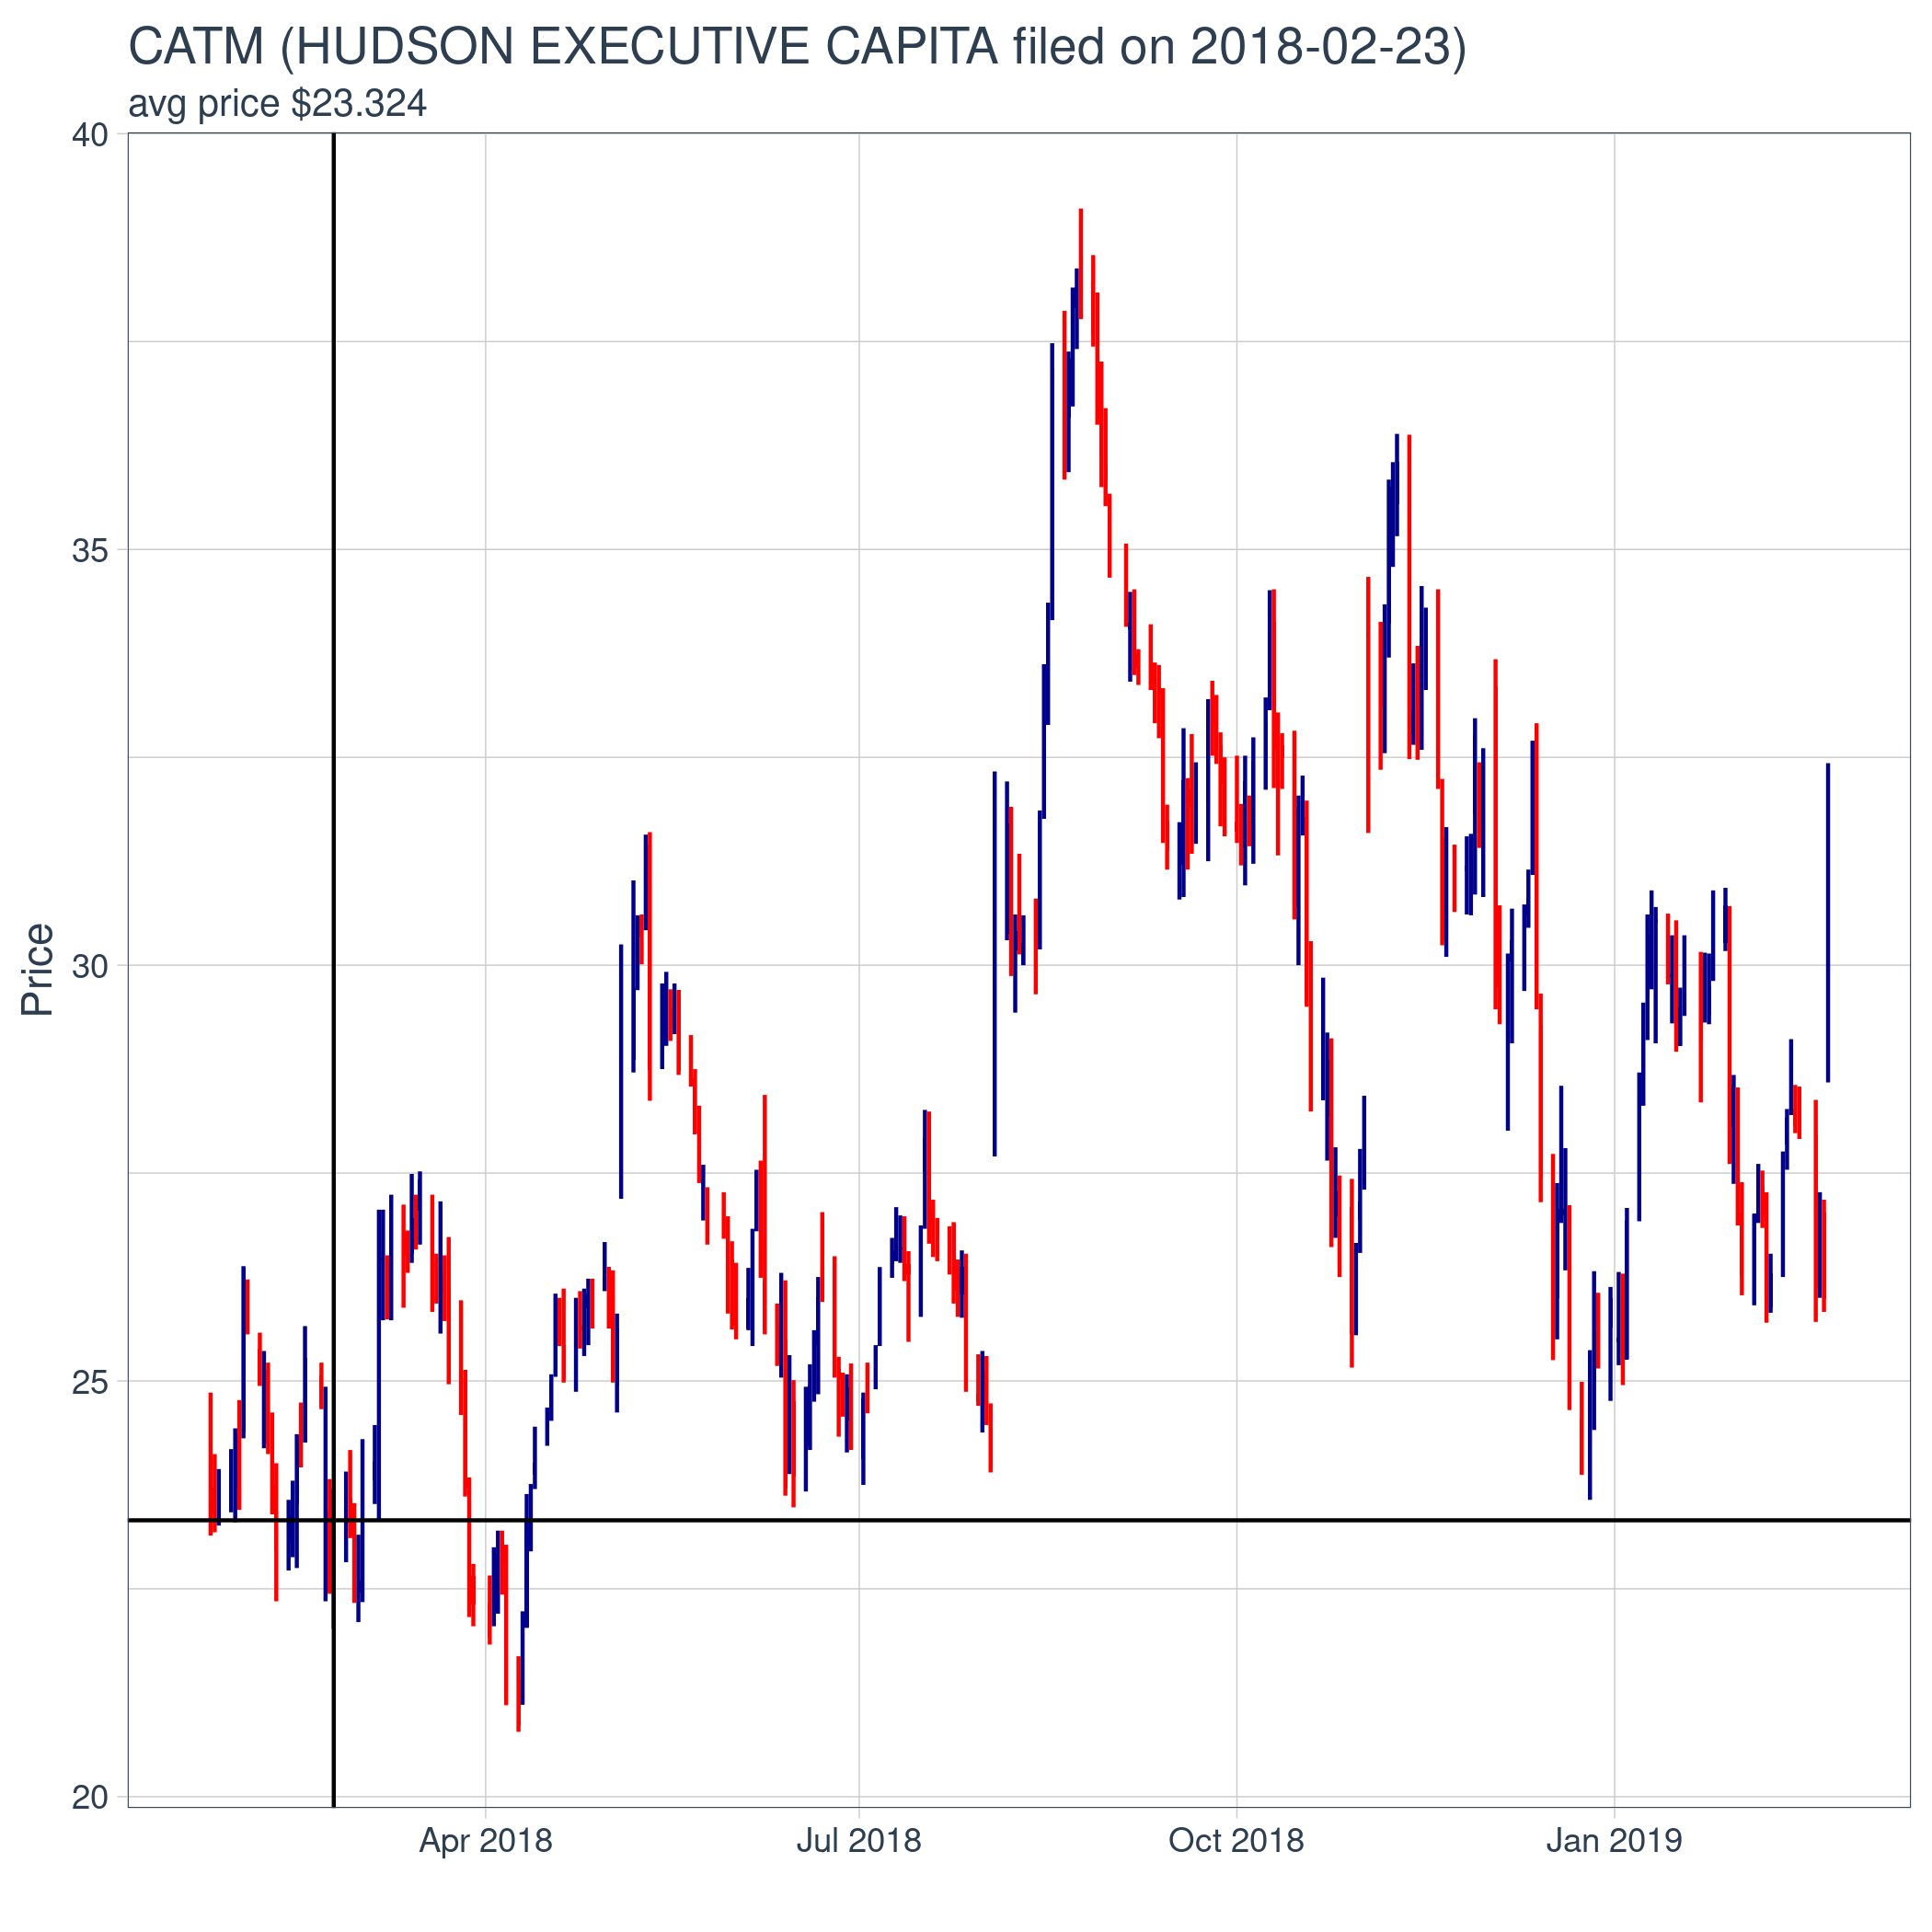 CATM (HUDSON EXECUTIVE CAPITA filed on 2018-02-23)
avg price $23.324
40
35
30
25
20
Price
Apr 2018
Jul 2018
Oct 2018
Jan 2019